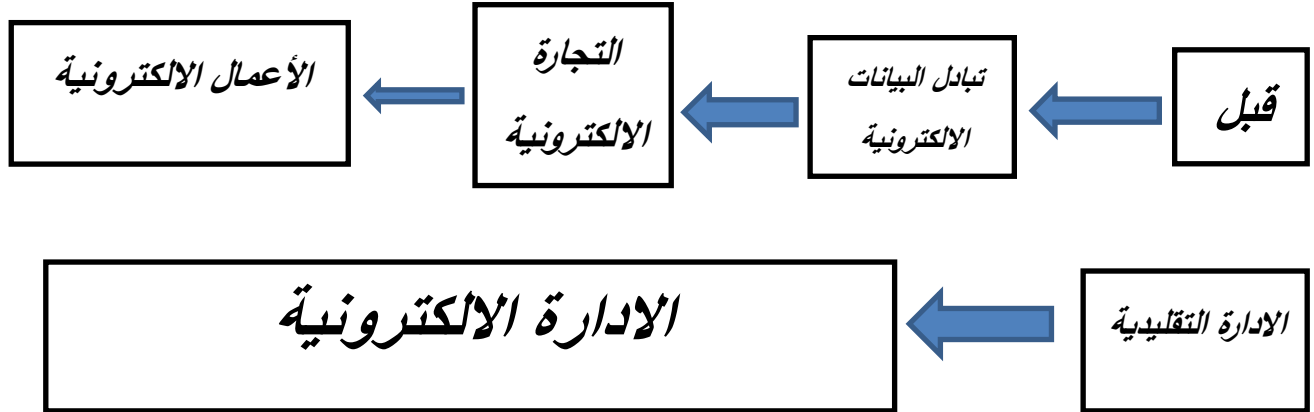 قبل
تبادل البيانات
الالكترونية
التجارة
الالكترونية
الأعمال الالكترونية
الادارة التقليدية
الادارة الالكترونية